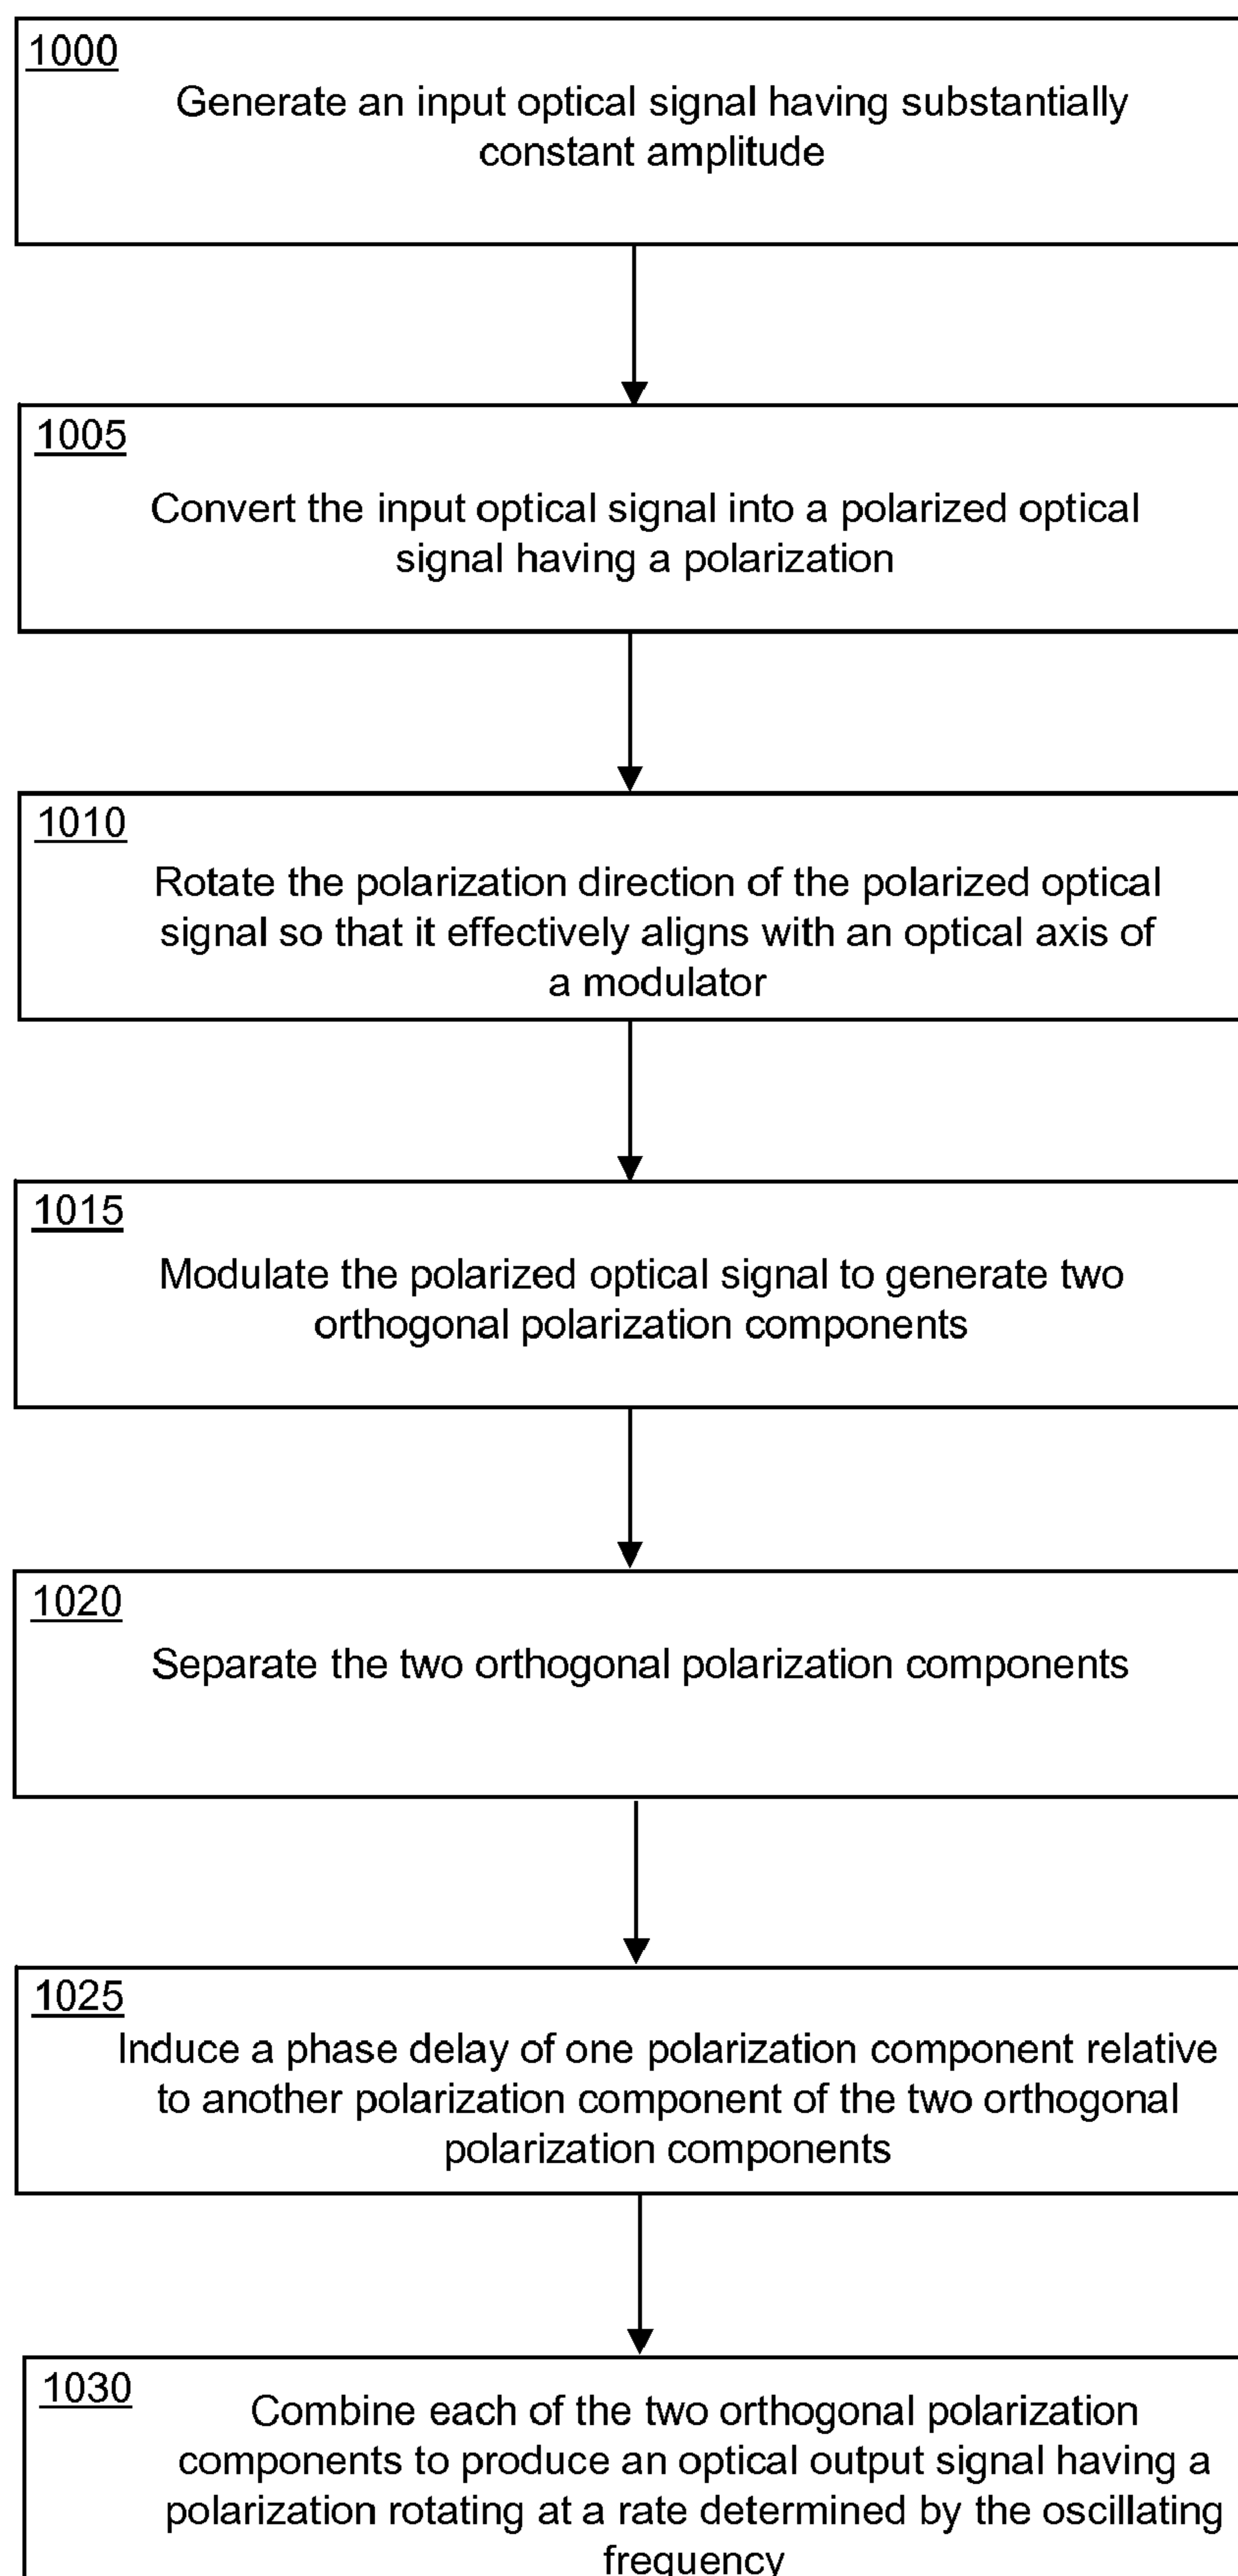 1000
Generate an input optical signal having substantially
constant amplitude
1005
Convert the input optical signal into a polarized optical
signal having a polarization
1010
Rotate the polarization direction of the polarized optical
signal so that it effectively aligns with an optical axis of
a modulator
1015
Modulate the polarized optical signal to generate two
orthogonal polarization components
1020
Separate the two orthogonal polarization components
1025
Induce a phase delay of one polarization component relative
to another polarization component of the two orthogonal
polarization components
1030
Combine each of the two orthogonal polarization
components to produce an optical output signal having a
polarization rotating at a rate determined by the oscillating
frequency